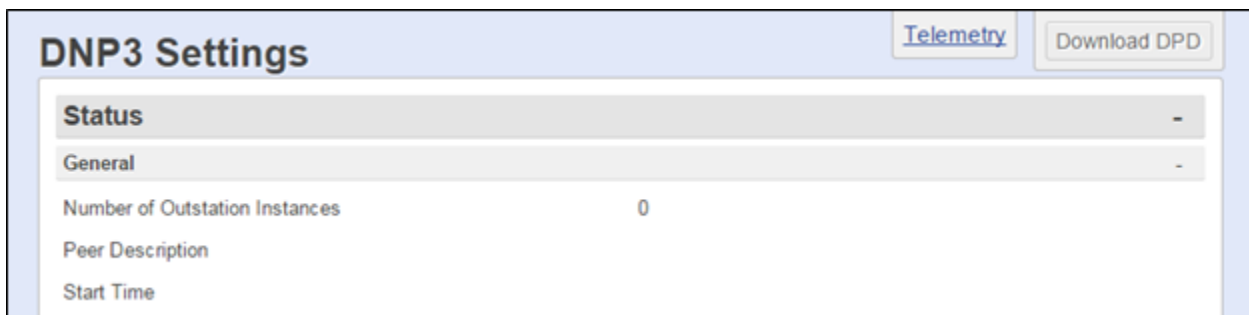 DNP3 Settings
Telemetry
Download DPD
Status -
General -
Number of Outstation Instances 0
Peer Description
Start Time